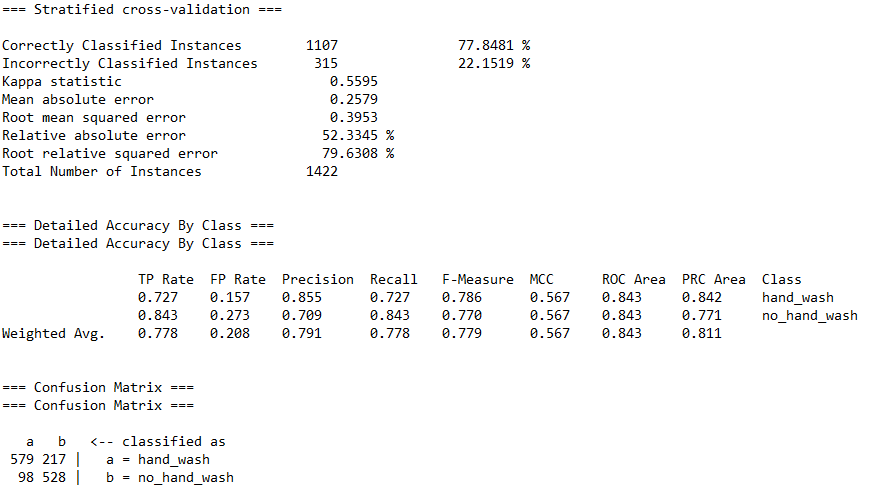 === Stratified cross-validation ===
Correctly Classified Instances 1107 77.8481 %
Incorrectly Classified Instances 315 22.1519 %
Kappa statistic 0.5595
Mean absolute error 0.2579
Root mean squared error 0.3953
Relative absolute error 52.3345 %
Root relative squared error 79.6308 %
Total Number of Instances 1422
=== Detailed Accuracy By Class ===
=== Detailed Accuracy By Class ===
TP Rate FP Rate Precision Recall F-Measure MCC ROC Area PRC Area Class
0.727 0.157 0.855 0.727 0.786 0.567 0.843 0.842 hand_wash
0.843 0.273 0.709 0.843 0.770 0.567 0.843 0.771 no_hand_wash
Weighted Avg. 0.778 0.208 0.791 0.778 0.779 0.567 0.843 0.811
=== Confusion Matrix ===
=== Confusion Matrix ===
a b <-- classified as
579 217 | a = hand_wash
98 528 | b = no_hand_wash